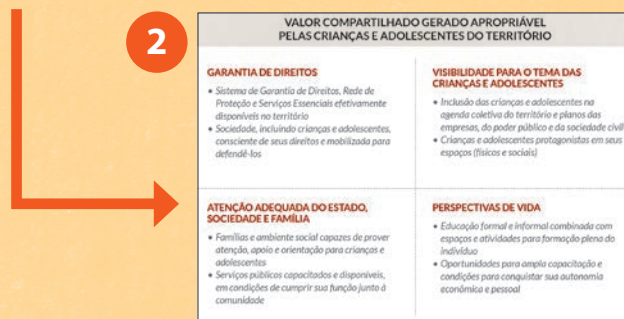 2
VALOR COMPARTILHADO GERADO APROPRIÁVEL
PELAS CRIANÇAS E ADOLESCENTES DO TERRITÓRIO
GARANTIA DE DIREITOS
• Sistema de Garantia de Direitos, Rede de
Proteção e Serviços Essenciais efetivamente
disponíveis no território
• Sociedade, incluindo crianças e adolescentes,
consciente de seus direitos e mobilizada para
defendê-los
VISIBILIDADE PARA O TEMA DAS
CRIANÇAS E ADOLESCENTES
• Inclusão das crianças e adolescentes na
agenda coletiva do território e planos das
empresas, do poder público e da sociedade civil
• Crianças e adolescentes protagonistas em seus
espaços (físicos e sociais)
ATENÇÃO ADEQUADA DO ESTADO,
SOCIEDADE E FAMÍLIA
• Famílias e ambiente social capazes de prover
atenção, apoio e orientação para crianças e
adolescentes
• Serviços públicos capacitados e disponíveis,
em condições de cumprir sua função junto à
comunidade
PERSPECTIVAS DE VIDA
• Educação formal e informal combinada com
espaços e atividades para formação plena do
indivíduo
• Oportunidades para ampla capacitação e
condições para conquistar sua autonomia
econômica e pessoal